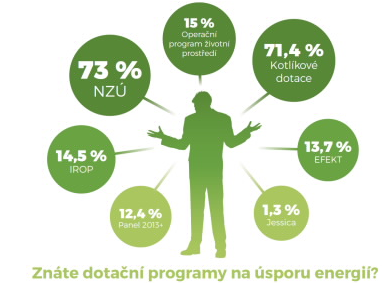 15 %
Operační
program životní
prostředí
73 %
NZÚ
71,4 %
Kotlíkové
dotace
14,5 %
IROP
13,7 %
EFEKT
12,4 %
Panel 2013+
1,3 %
Jessica
Znáte dotační programy na úsporu energií?